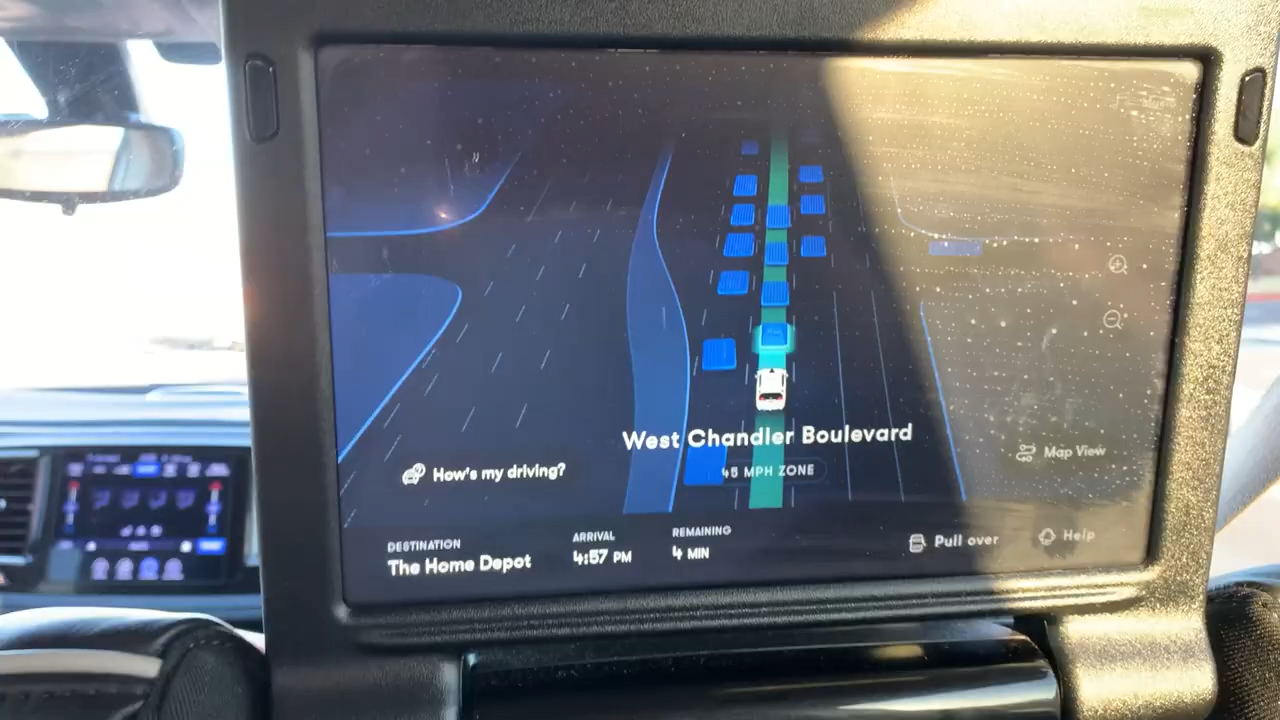 West Chandler Boulevard
45 MPH ZONE
How's my driving?
Map View
DESTINATION
The Home Depot
ARRIVAL
4:57 PM
REMAINING
4 MIN
Pull over
Help